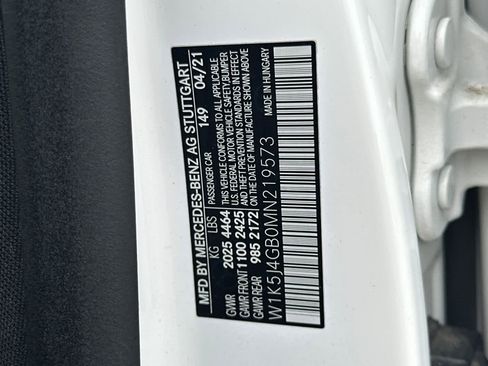 MFD BY MERCEDES-BENZ AG STUTTGART
KG LBS PASSENGER CAR 149 04/21
GVWR 2025 4464 THIS VEHICLE CONFORMS TO ALL APPLICABLE
U.S. FEDERAL MOTOR VEHICLE SAFETY, BUMPER
GAWR FRONT 1100 2425 AND THEFT PREVENTION STANDARDS IN EFFECT
GAWR REAR 985 2172 ON THE DATE OF MANUFACTURE SHOWN ABOVE
W1K5J4GB0MN219573 MADE IN HUNGARY